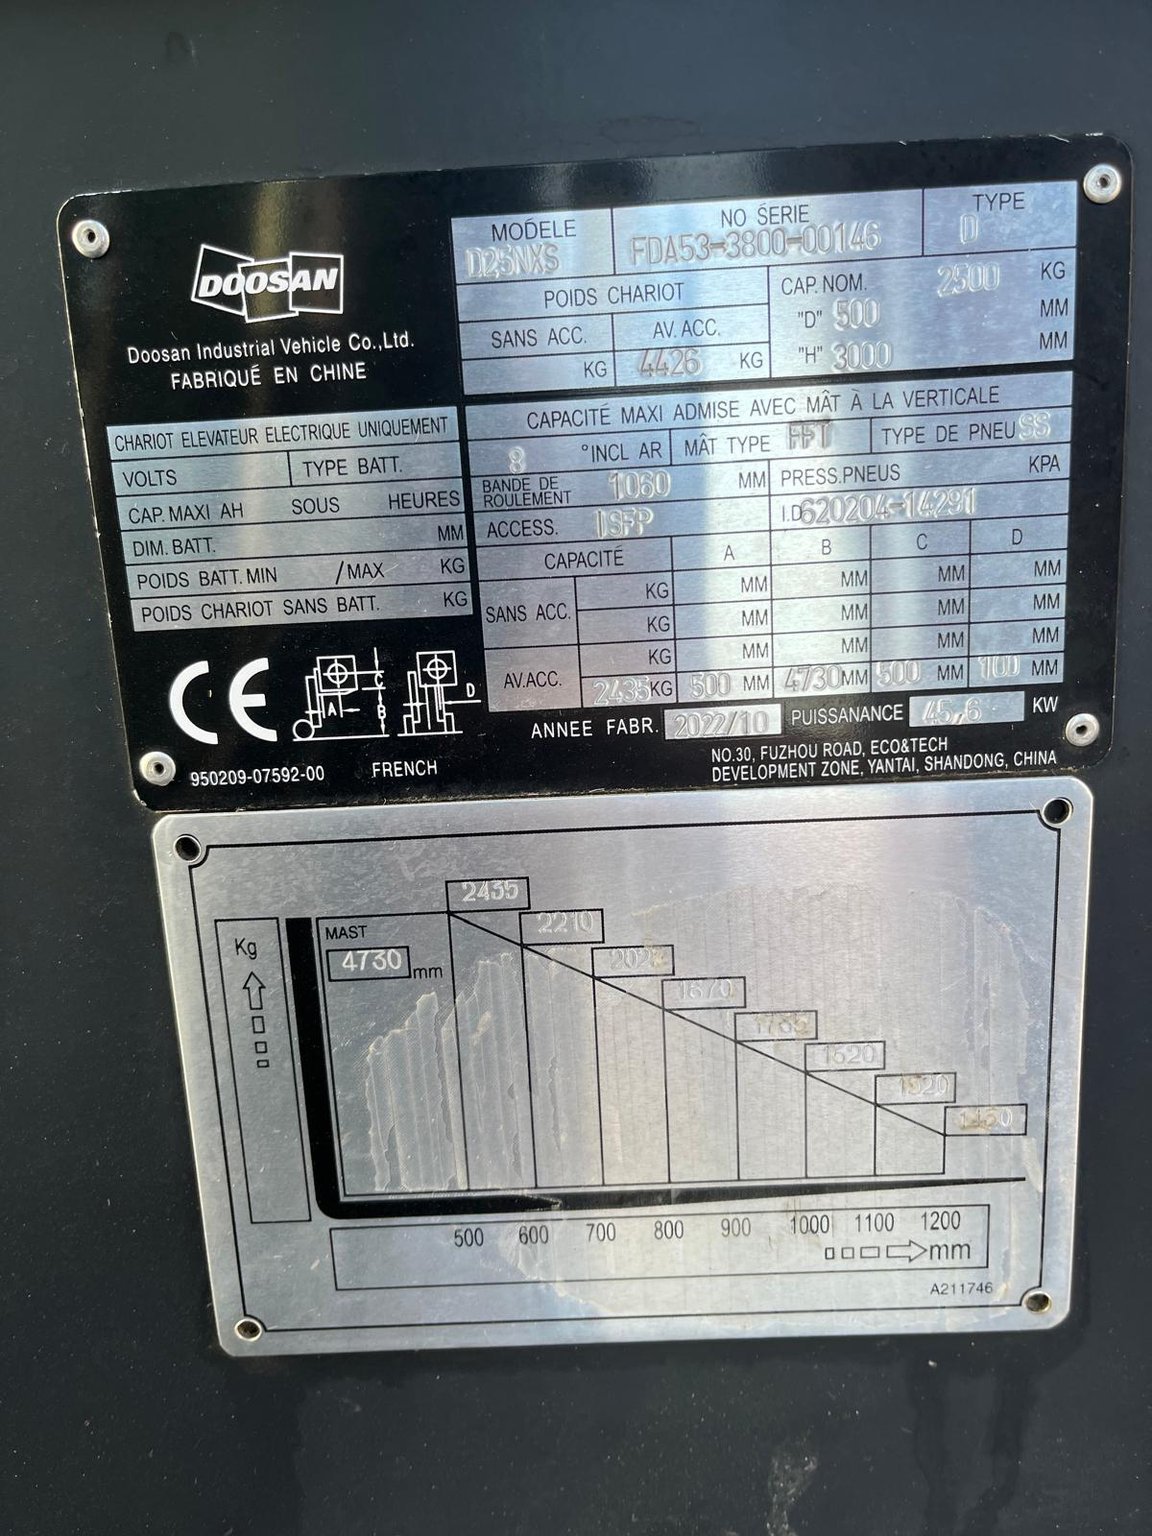 DOOSAN
Doosan Industrial Vehicle Co.,Ltd.
FABRIQUÉ EN CHINE
MODÉLE
D25NXS
NO SERIE
FDA53-3800-00146
TYPE
D
POIDS CHARIOT
SANS ACC.
AV. ACC.
KG
4426 KG
CAP. NOM. 2500 KG
"D" 500 MM
"H" 3000 MM
CHARIOT ELEVATEUR ELECTRIQUE UNIQUEMENT
VOLTS
TYPE BATT.
CAP. MAXI AH SOUS HEURES
DIM. BATT. MM
POIDS BATT. MIN /MAX KG
POIDS CHARIOT SANS BATT. KG
CAPACITÉ MAXI ADMISE AVEC MÂT À LA VERTICALE
8 °INCL AR
MÂT TYPE FFT
TYPE DE PNEU SS
BANDE DE
ROULEMENT 1060 MM
PRESS.PNEUS KPA
ACCESS. ISFP
I.D620204-14291
CAPACITÉ A B C D
SANS ACC.
KG MM MM MM MM
KG MM MM MM MM
AV.ACC.
KG MM MM MM MM
2435KG 500 MM 4730MM 500 MM 100 MM
A C B D
CE
950209-07592-00
FRENCH
ANNEE FABR. 2022/10
PUISSANANCE 45,6 KW
NO.30, FUZHOU ROAD, ECO&TECH
DEVELOPMENT ZONE, YANTAI, SHANDONG, CHINA
Kg
MAST
4730 mm
2435
2210
1670
1620
500 600 700 800 900 1000 1100 1200
mm
A211746